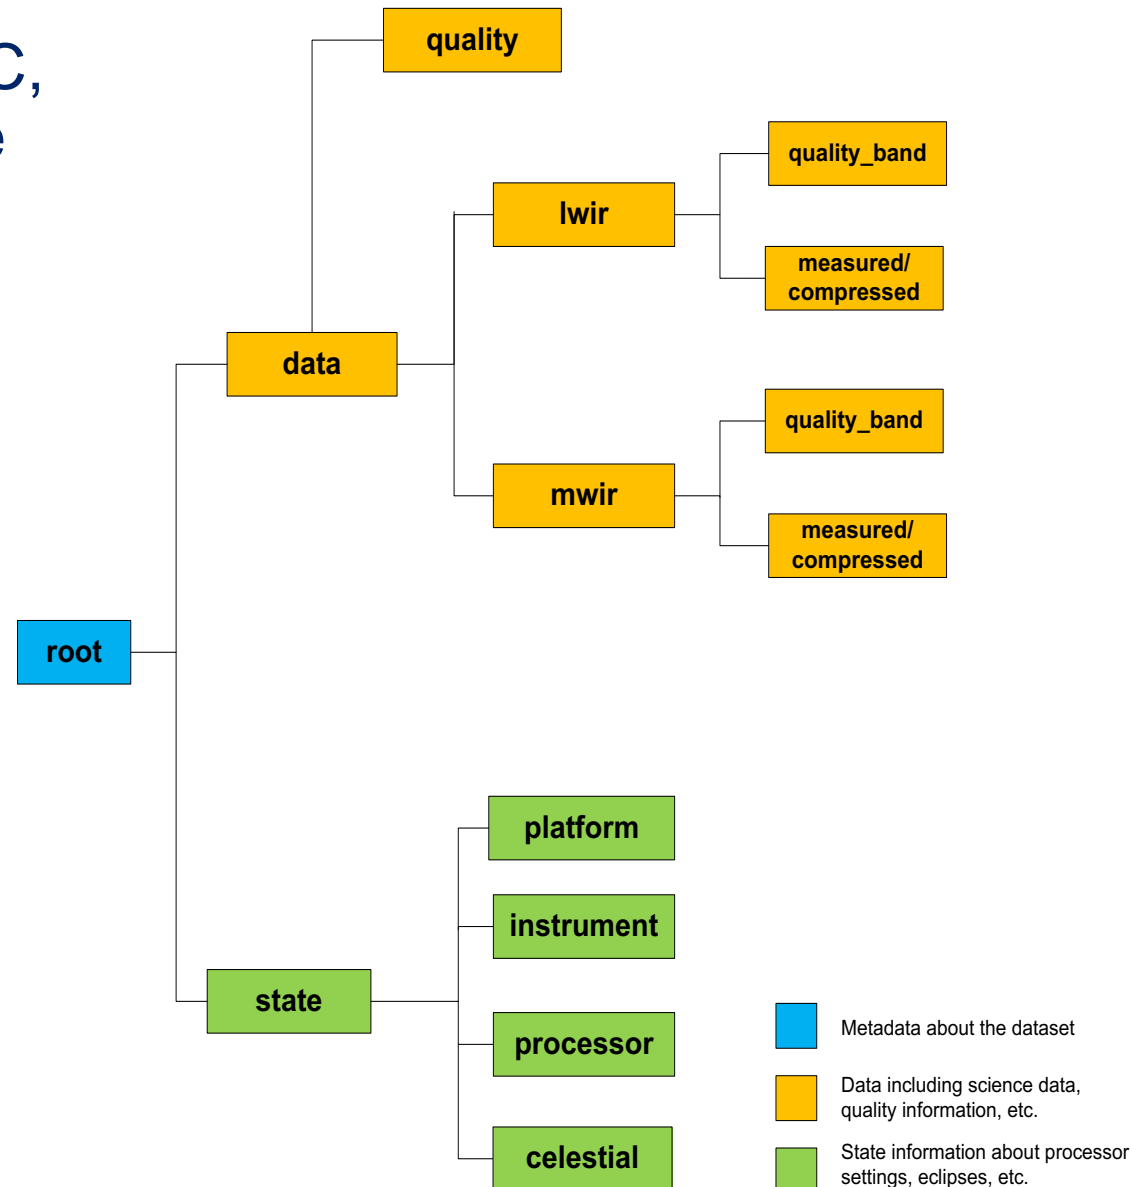 C,
e
quality
quality_band
lwir
measured/
compressed
data
quality_band
mwir
measured/
compressed
root
platform
instrument
state
processor
celestial
Metadata about the dataset
Data including science data,
quality information, etc.
State information about processor
settings, eclipses, etc.